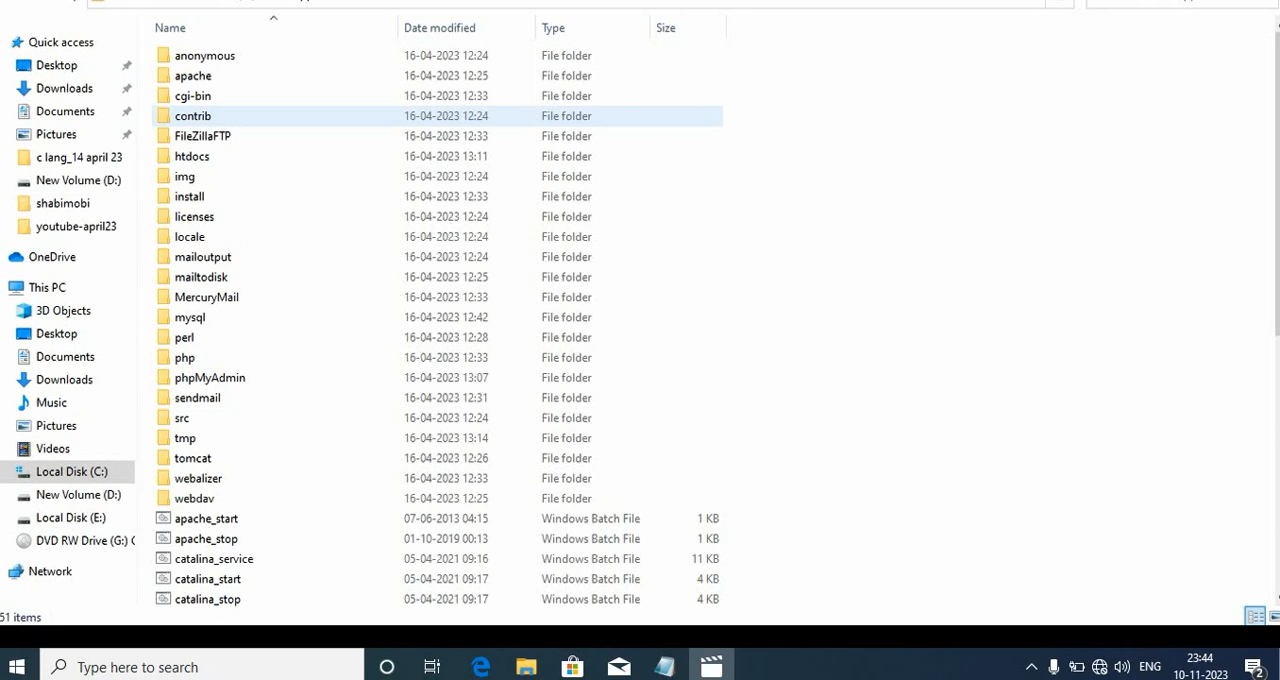 Name Date modified Type Size
Quick access
Desktop
Downloads
Documents
Pictures
c lang_14 april 23
New Volume (D:)
shabimobi
youtube-april23
OneDrive
This PC
3D Objects
Desktop
Documents
Downloads
Music
Pictures
Videos
Local Disk (C:)
New Volume (D:)
Local Disk (E:)
DVD RW Drive (G:) C
Network
anonymous 16-04-2023 12:24 File folder
apache 16-04-2023 12:25 File folder
cgi-bin 16-04-2023 12:33 File folder
contrib 16-04-2023 12:24 File folder
FileZillaFTP 16-04-2023 12:33 File folder
htdocs 16-04-2023 13:11 File folder
img 16-04-2023 12:24 File folder
install 16-04-2023 12:33 File folder
licenses 16-04-2023 12:24 File folder
locale 16-04-2023 12:24 File folder
mailoutput 16-04-2023 12:24 File folder
mailtodisk 16-04-2023 12:25 File folder
MercuryMail 16-04-2023 12:33 File folder
mysql 16-04-2023 12:42 File folder
perl 16-04-2023 12:28 File folder
php 16-04-2023 12:33 File folder
phpMyAdmin 16-04-2023 13:07 File folder
sendmail 16-04-2023 12:31 File folder
src 16-04-2023 12:24 File folder
tmp 16-04-2023 13:14 File folder
tomcat 16-04-2023 12:26 File folder
webalizer 16-04-2023 12:33 File folder
webdav 16-04-2023 12:25 File folder
apache_start 07-06-2013 04:15 Windows Batch File 1 KB
apache_stop 01-10-2019 00:13 Windows Batch File 1 KB
catalina_service 05-04-2021 09:16 Windows Batch File 11 KB
catalina_start 05-04-2021 09:17 Windows Batch File 4 KB
catalina_stop 05-04-2021 09:17 Windows Batch File 4 KB
51 items
Type here to search
ENG
23:44
10-11-2023
2